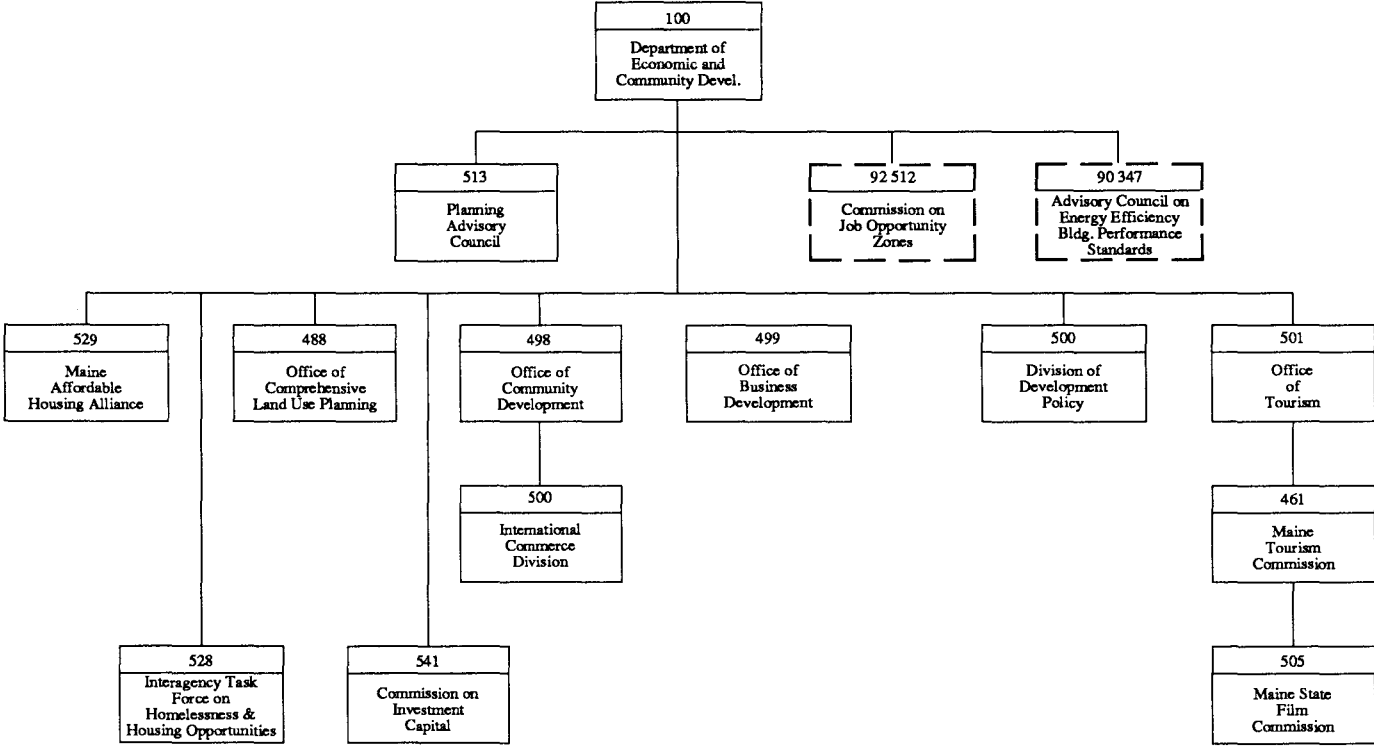 100
Department of
Economic and
Community Devel.
513
Planning
Advisory
Council
92 512
Commission on
Job Opportunity
Zones
90 347
Advisory Council on
Energy Efficiency
Bldg. Performance
Standards
529
Maine
Affordable
Housing Alliance
488
Office of
Comprehensive
Land Use Planning
498
Office of
Community
Development
499
Office of
Business
Development
500
Division of
Development
Policy
501
Office
of
Tourism
500
International
Commerce
Division
461
Maine
Tourism
Commission
528
Interagency Task
Force on
Homelessness &
Housing Opportunities
541
Commission on
Investment
Capital
505
Maine State
Film
Commission